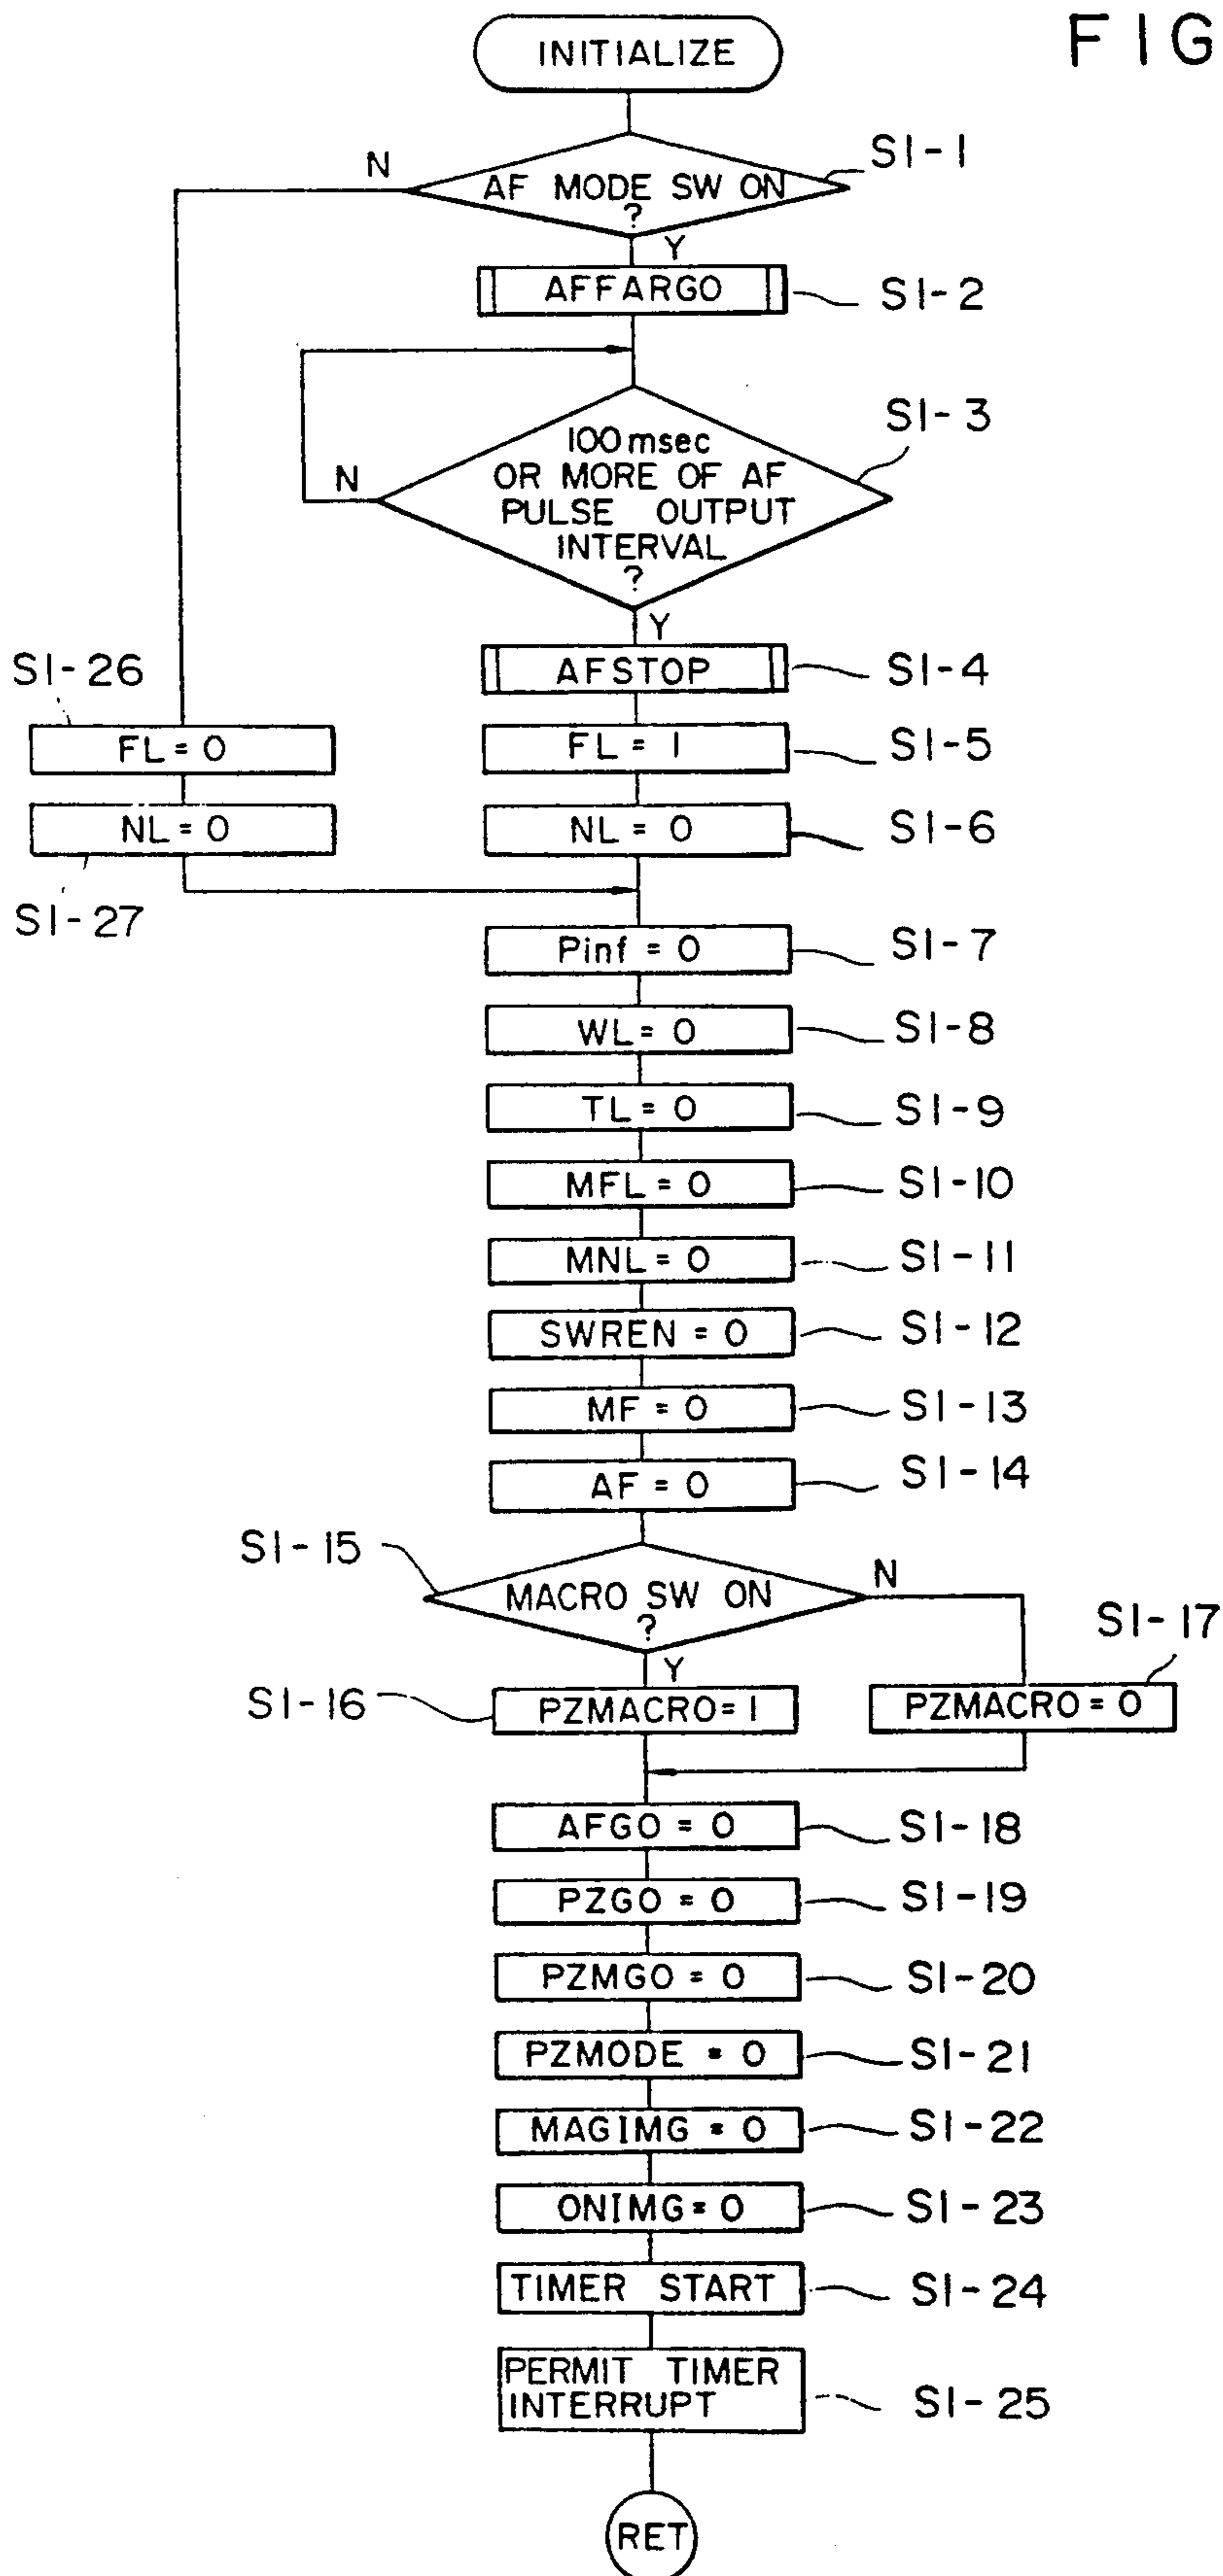 FIG
INITIALIZE
S1-1
N
AF MODE SW ON
?
Y
AFFARGO
S1-2
S1-3
100 msec
OR MORE OF AF
PULSE OUTPUT
INTERVAL
?
N
Y
AFSTOP
S1-4
S1-26
FL = 0
FL = 1
S1-5
NL = 0
NL = 0
S1-6
S1-27
Pinf = 0
S1-7
WL = 0
S1-8
TL = 0
S1-9
MFL = 0
S1-10
MNL = 0
S1-11
SWREN = 0
S1-12
MF = 0
S1-13
AF = 0
S1-14
S1-15
MACRO SW ON
?
N
Y
S1-17
S1-16
PZMACRO = 1
PZMACRO = 0
AFGO = 0
S1-18
PZGO = 0
S1-19
PZMGO = 0
S1-20
PZMODE = 0
S1-21
MAGIMG = 0
S1-22
ONIMG = 0
S1-23
TIMER START
S1-24
PERMIT TIMER
INTERRUPT
S1-25
RET